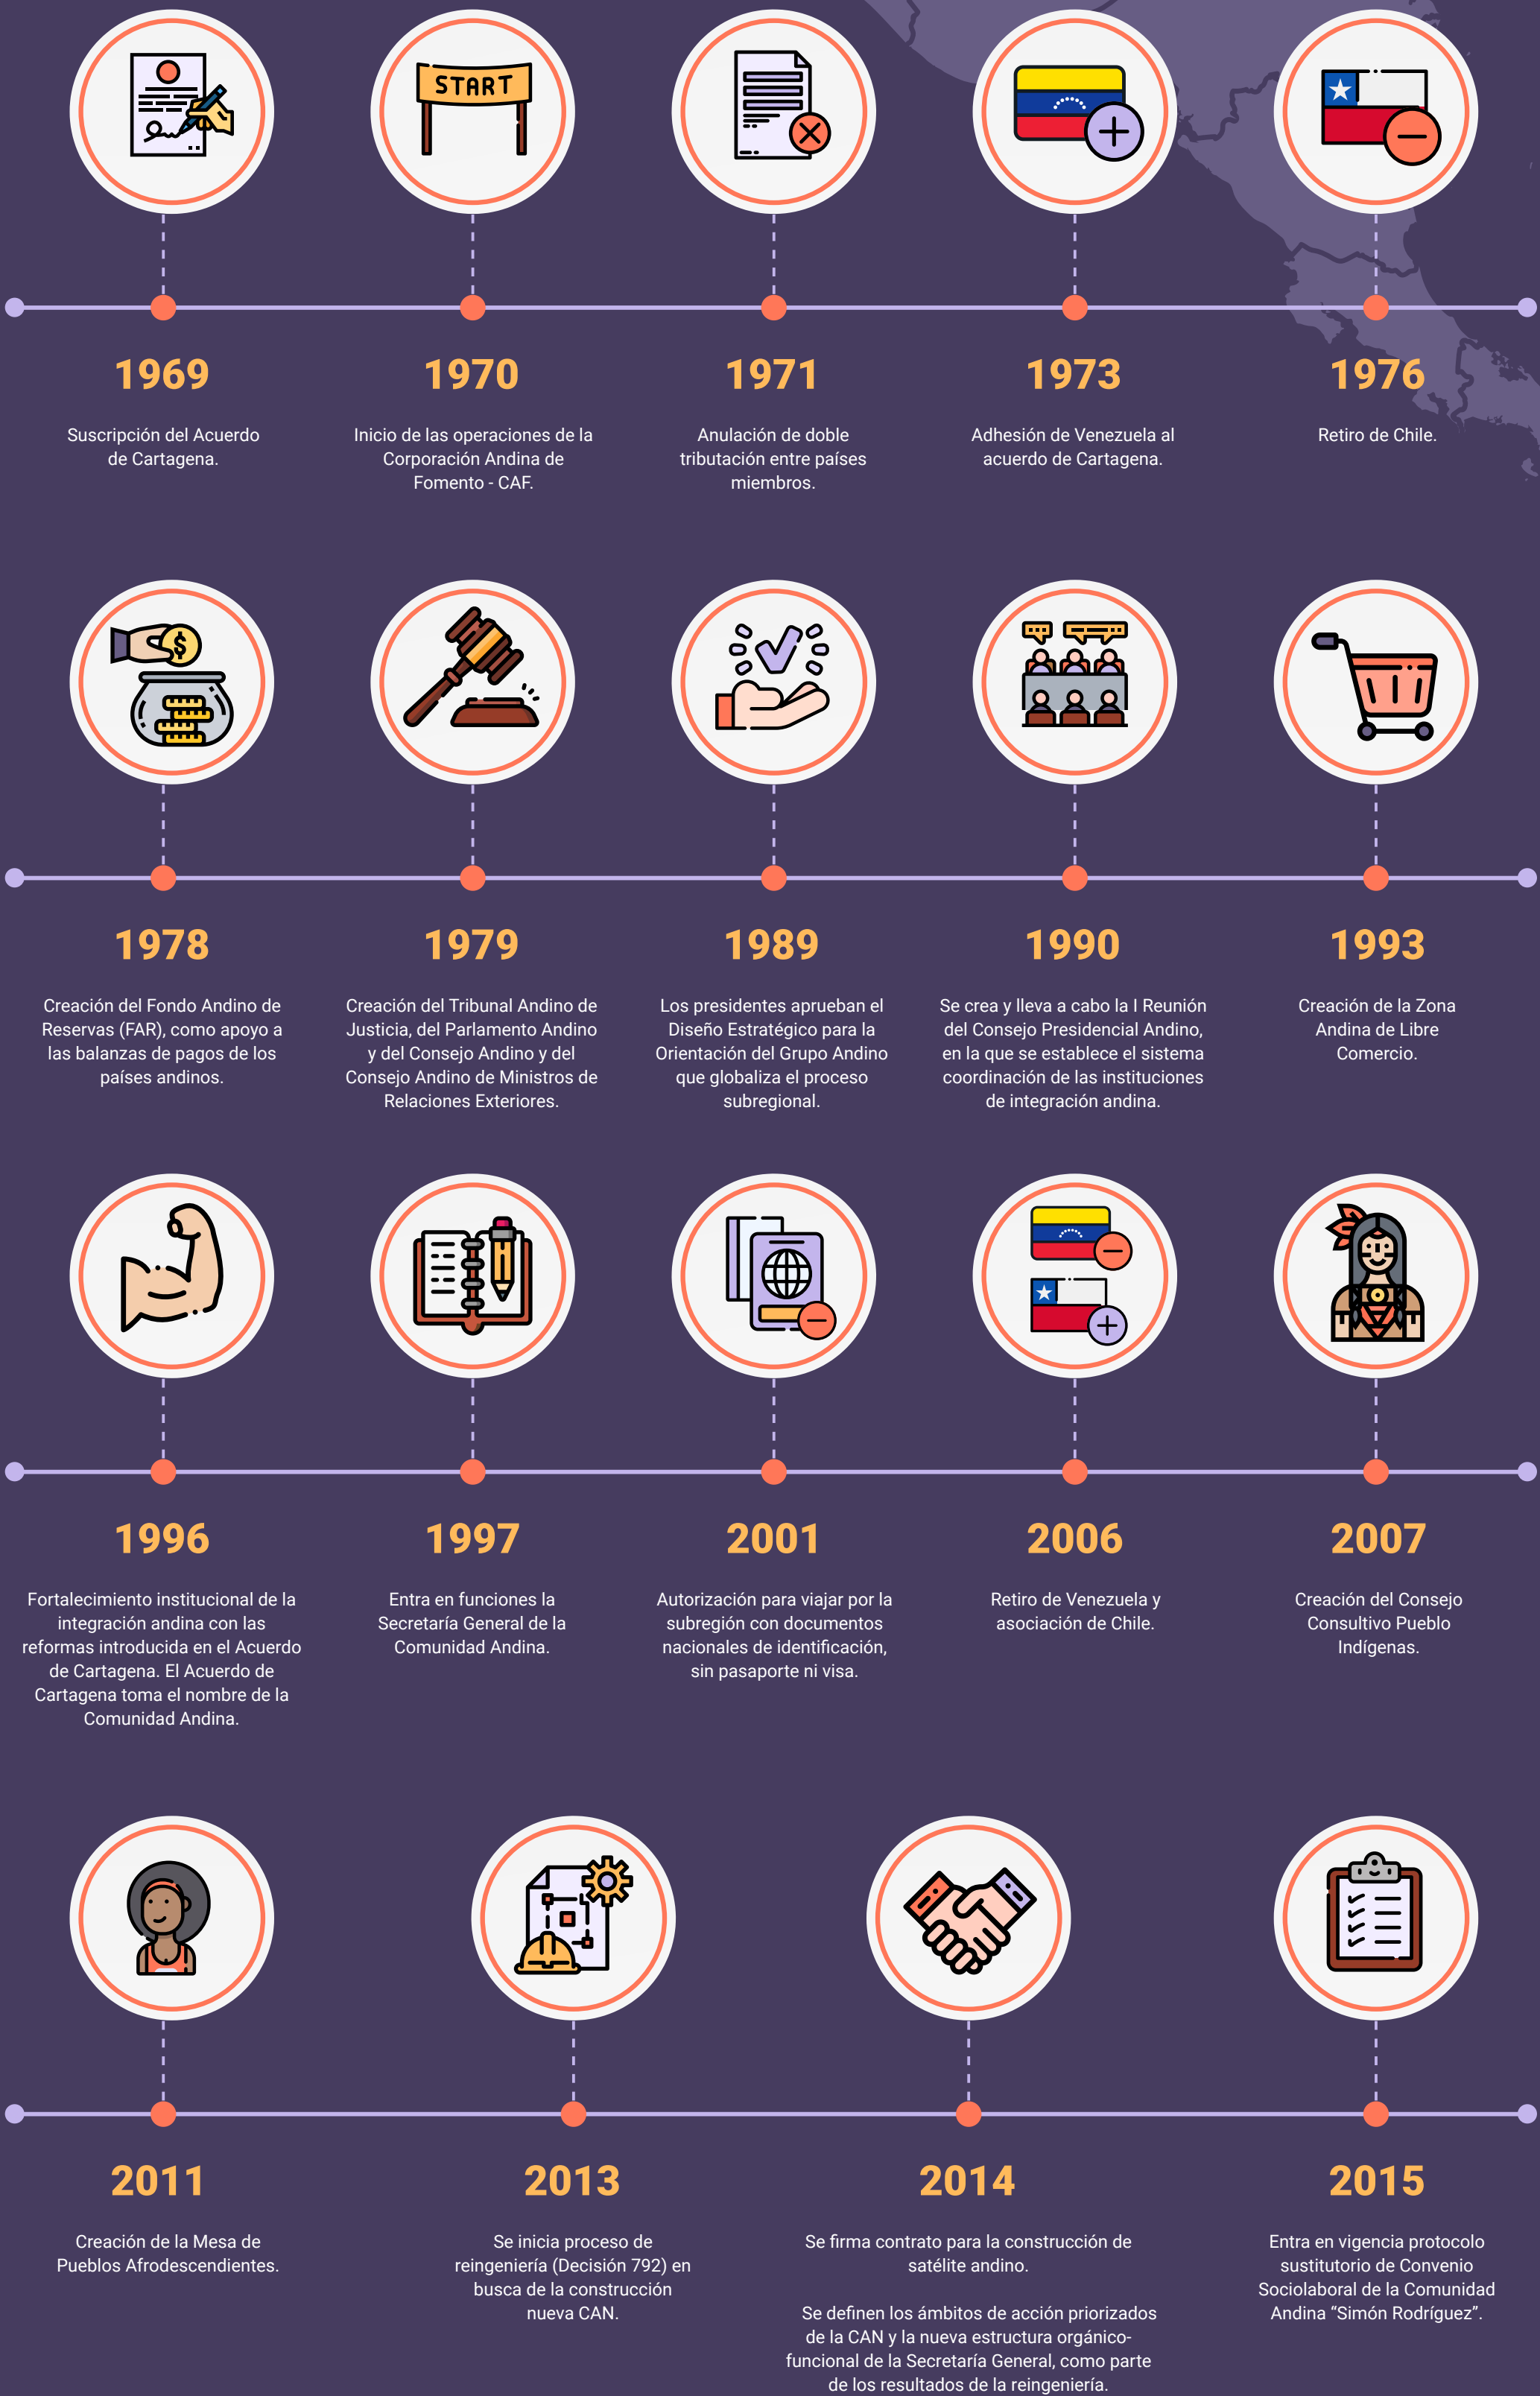 START
1969
Suscripción del Acuerdo
de Cartagena.
1970
Inicio de las operaciones de la
Corporación Andina de
Fomento - CAF.
1971
Anulación de doble
tributación entre países
miembros.
1973
Adhesión de Venezuela al
acuerdo de Cartagena.
1976
Retiro de Chile.
1978
Creación del Fondo Andino de
Reservas (FAR), como apoyo a
las balanzas de pagos de los
países andinos.
1979
Creación del Tribunal Andino de
Justicia, del Parlamento Andino
y del Consejo Andino y del
Consejo Andino de Ministros de
Relaciones Exteriores.
1989
Los presidentes aprueban el
Diseño Estratégico para la
Orientación del Grupo Andino
que globaliza el proceso
subregional.
1990
Se crea y lleva a cabo la I Reunión
del Consejo Presidencial Andino,
en la que se establece el sistema
coordinación de las instituciones
de integración andina.
1993
Creación de la Zona
Andina de Libre
Comercio.
1996
Fortalecimiento institucional de la
integración andina con las
reformas introducida en el Acuerdo
de Cartagena. El Acuerdo de
Cartagena toma el nombre de la
Comunidad Andina.
1997
Entra en funciones la
Secretaría General de la
Comunidad Andina.
2001
Autorización para viajar por la
subregión con documentos
nacionales de identificación,
sin pasaporte ni visa.
2006
Retiro de Venezuela y
asociación de Chile.
2007
Creación del Consejo
Consultivo Pueblo
Indígenas.
2011
Creación de la Mesa de
Pueblos Afrodescendientes.
2013
Se inicia proceso de
reingeniería (Decisión 792) en
busca de la construcción
nueva CAN.
2014
Se firma contrato para la construcción de
satélite andino.
Se definen los ámbitos de acción priorizados
de la CAN y la nueva estructura orgánico-
funcional de la Secretaría General, como parte
de los resultados de la reingeniería.
2015
Entra en vigencia protocolo
sustitutorio de Convenio
Sociolaboral de la Comunidad
Andina “Simón Rodríguez”.